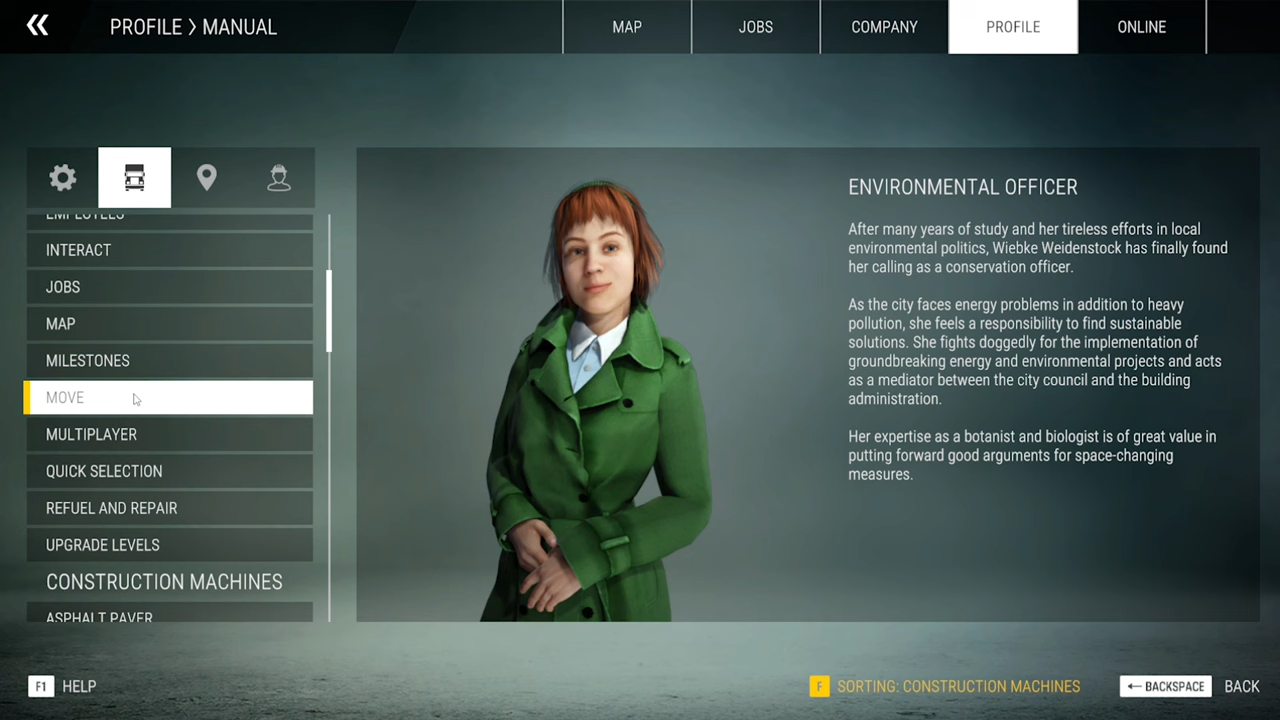 PROFILE > MANUAL
MAP
JOBS
COMPANY
PROFILE
ONLINE
EMPLOYEES
INTERACT
JOBS
MAP
MILESTONES
MOVE
MULTIPLAYER
QUICK SELECTION
REFUEL AND REPAIR
UPGRADE LEVELS
CONSTRUCTION MACHINES
ASPHALT PAVER
ENVIRONMENTAL OFFICER
After many years of study and her tireless efforts in local
environmental politics, Wiebke Weidenstock has finally found
her calling as a conservation officer.
As the city faces energy problems in addition to heavy
pollution, she feels a responsibility to find sustainable
solutions. She fights doggedly for the implementation of
groundbreaking energy and environmental projects and acts
as a mediator between the city council and the building
administration.
Her expertise as a botanist and biologist is of great value in
putting forward good arguments for space-changing
measures.
F1 HELP
F SORTING: CONSTRUCTION MACHINES
← BACKSPACE BACK